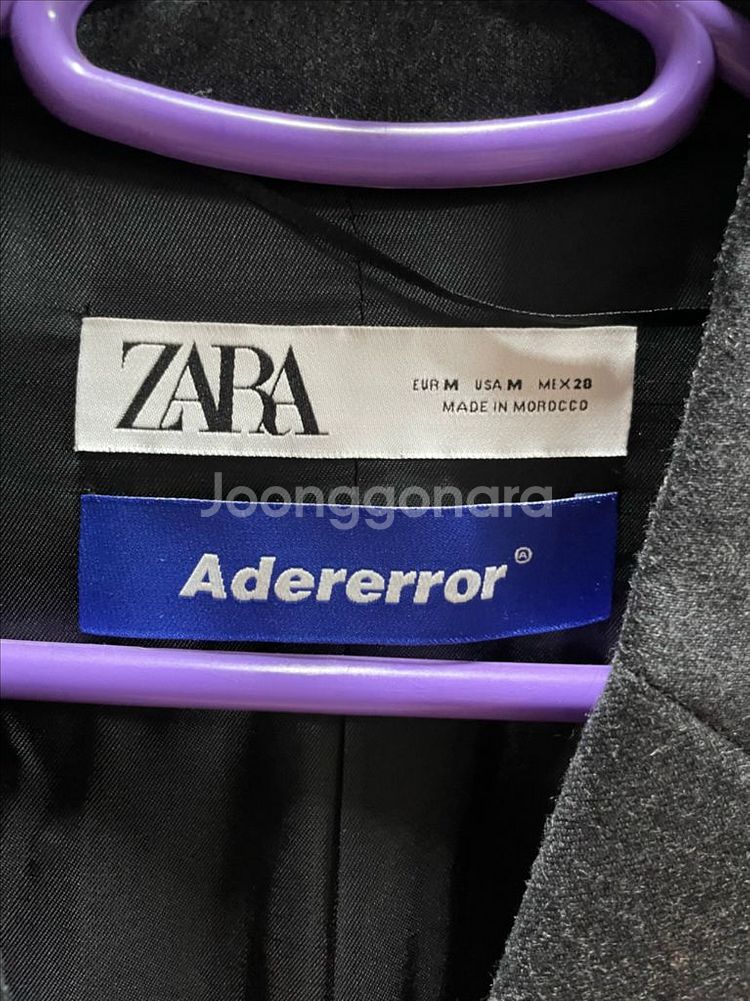 ZARA
EUR M USA M MEX 28
MADE IN MOROCCO
Joonggonara
Adererror Ⓐ